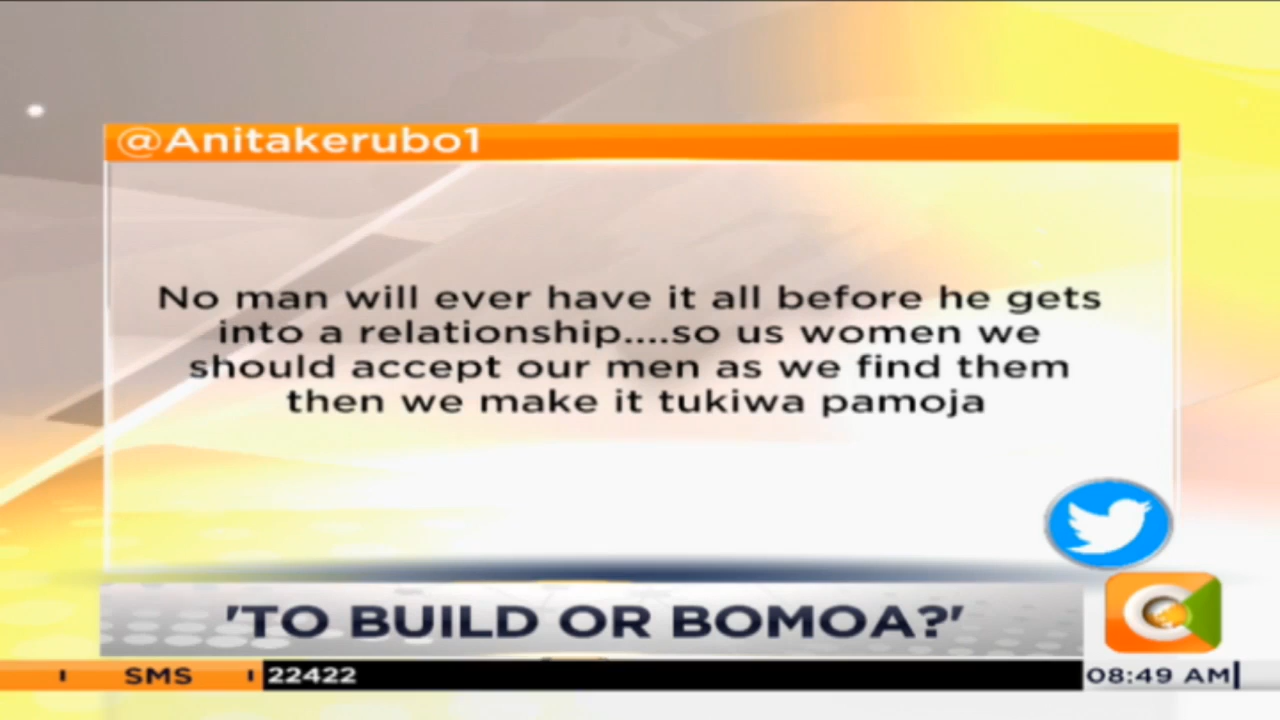 @Anitakerubo1
No man will ever have it all before he gets
into a relationship....so us women we
should accept our men as we find them
then we make it tukiwa pamoja
'TO BUILD OR BOMOA?'
SMS 22422
08:49 AM